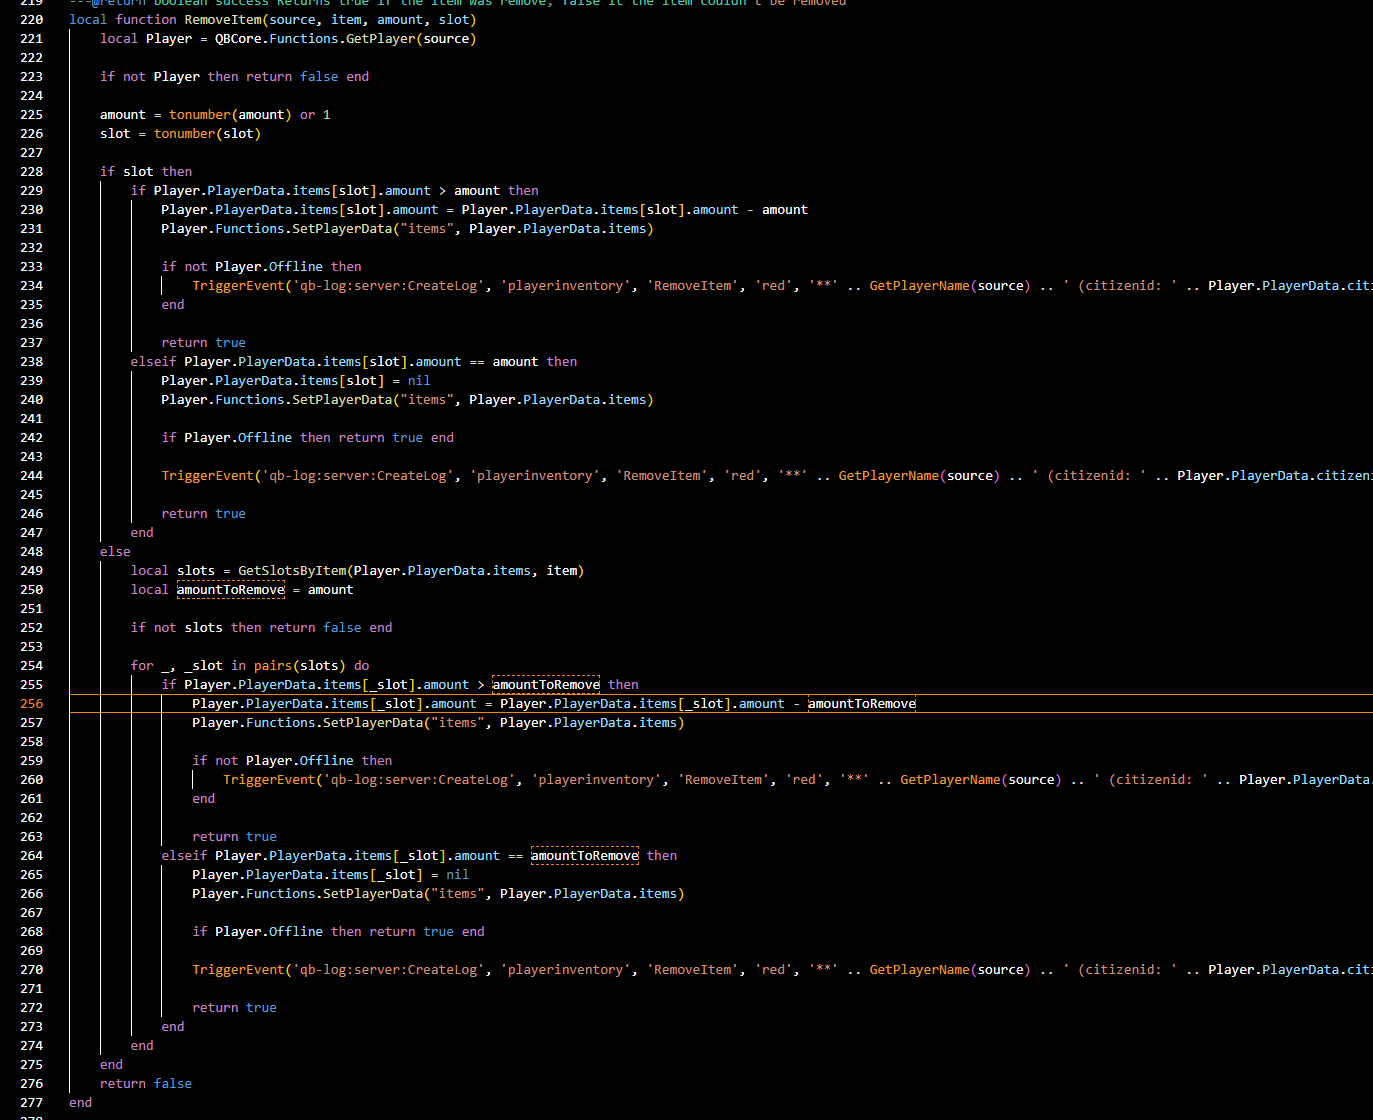 219 ---@return boolean success Returns true if the item was remove, false it the item couldn't be removed
220 local function RemoveItem(source, item, amount, slot)
221 local Player = QBCore.Functions.GetPlayer(source)
222
223 if not Player then return false end
224
225 amount = tonumber(amount) or 1
226 slot = tonumber(slot)
227
228 if slot then
229 if Player.PlayerData.items[slot].amount > amount then
230 Player.PlayerData.items[slot].amount = Player.PlayerData.items[slot].amount - amount
231 Player.Functions.SetPlayerData("items", Player.PlayerData.items)
232
233 if not Player.Offline then
234 TriggerEvent('qb-log:server:CreateLog', 'playerinventory', 'RemoveItem', 'red', '**' .. GetPlayerName(source) .. ' (citizenid: ' .. Player.PlayerData.citi
235 end
236
237 return true
238 elseif Player.PlayerData.items[slot].amount == amount then
239 Player.PlayerData.items[slot] = nil
240 Player.Functions.SetPlayerData("items", Player.PlayerData.items)
241
242 if Player.Offline then return true end
243
244 TriggerEvent('qb-log:server:CreateLog', 'playerinventory', 'RemoveItem', 'red', '**' .. GetPlayerName(source) .. ' (citizenid: ' .. Player.PlayerData.citizeni
245
246 return true
247 end
248 else
249 local slots = GetSlotsByItem(Player.PlayerData.items, item)
250 local amountToRemove = amount
251
252 if not slots then return false end
253
254 for _, _slot in pairs(slots) do
255 if Player.PlayerData.items[_slot].amount > amountToRemove then
256 Player.PlayerData.items[_slot].amount = Player.PlayerData.items[_slot].amount - amountToRemove
257 Player.Functions.SetPlayerData("items", Player.PlayerData.items)
258
259 if not Player.Offline then
260 TriggerEvent('qb-log:server:CreateLog', 'playerinventory', 'RemoveItem', 'red', '**' .. GetPlayerName(source) .. ' (citizenid: ' .. Player.PlayerData.
261 end
262
263 return true
264 elseif Player.PlayerData.items[_slot].amount == amountToRemove then
265 Player.PlayerData.items[_slot] = nil
266 Player.Functions.SetPlayerData("items", Player.PlayerData.items)
267
268 if Player.Offline then return true end
269
270 TriggerEvent('qb-log:server:CreateLog', 'playerinventory', 'RemoveItem', 'red', '**' .. GetPlayerName(source) .. ' (citizenid: ' .. Player.PlayerData.citi
271
272 return true
273 end
274 end
275 end
276 return false
277 end
278